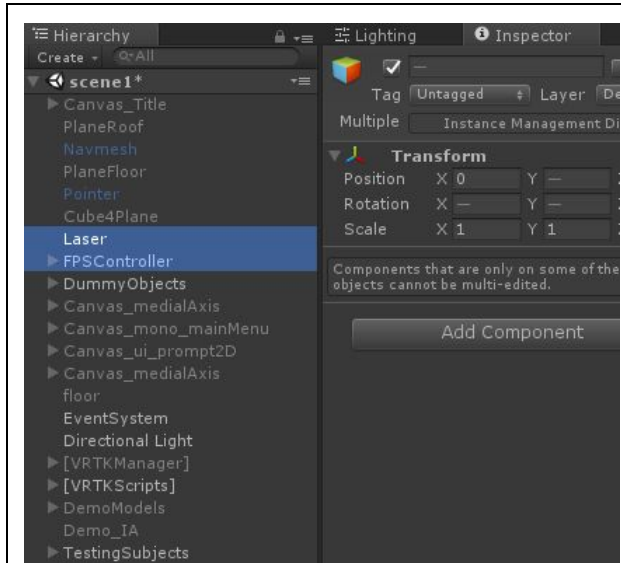 Hierarchy
Create
All
scene1*
Canvas_Title
PlaneRoof
Navmesh
PlaneFloor
Pointer
Cube4Plane
Laser
FPSController
DummyObjects
Canvas_medialAxis
Canvas_mono_mainMenu
Canvas_ui_prompt2D
Canvas_medialAxis
floor
EventSystem
Directional Light
[VRTKManager]
[VRTKScripts]
DemoModels
Demo_IA
TestingSubjects
Lighting
Inspector
—
Tag Untagged Layer De
Multiple Instance Management Di
Transform
Position X 0 Y —
Rotation X — Y —
Scale X 1 Y 1
Components that are only on some of the
objects cannot be multi-edited.
Add Component